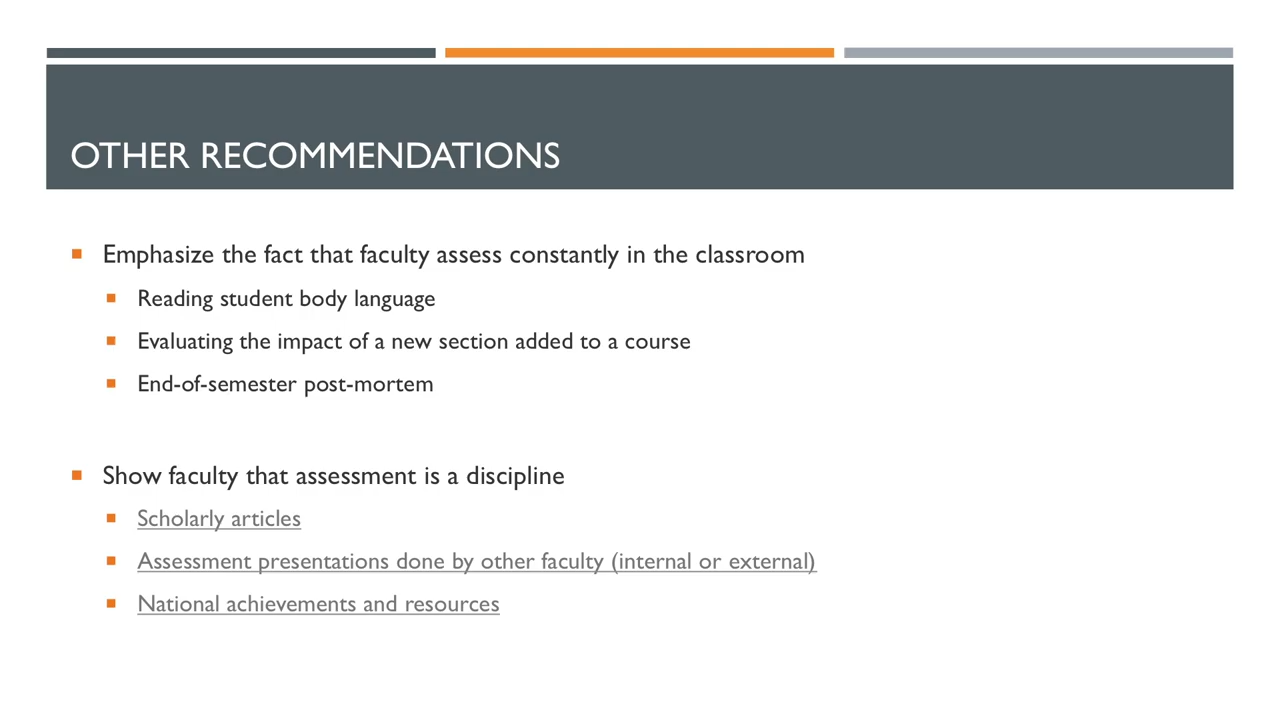 OTHER RECOMMENDATIONS
Emphasize the fact that faculty assess constantly in the classroom
Reading student body language
Evaluating the impact of a new section added to a course
End-of-semester post-mortem
Show faculty that assessment is a discipline
Scholarly articles
Assessment presentations done by other faculty (internal or external)
National achievements and resources